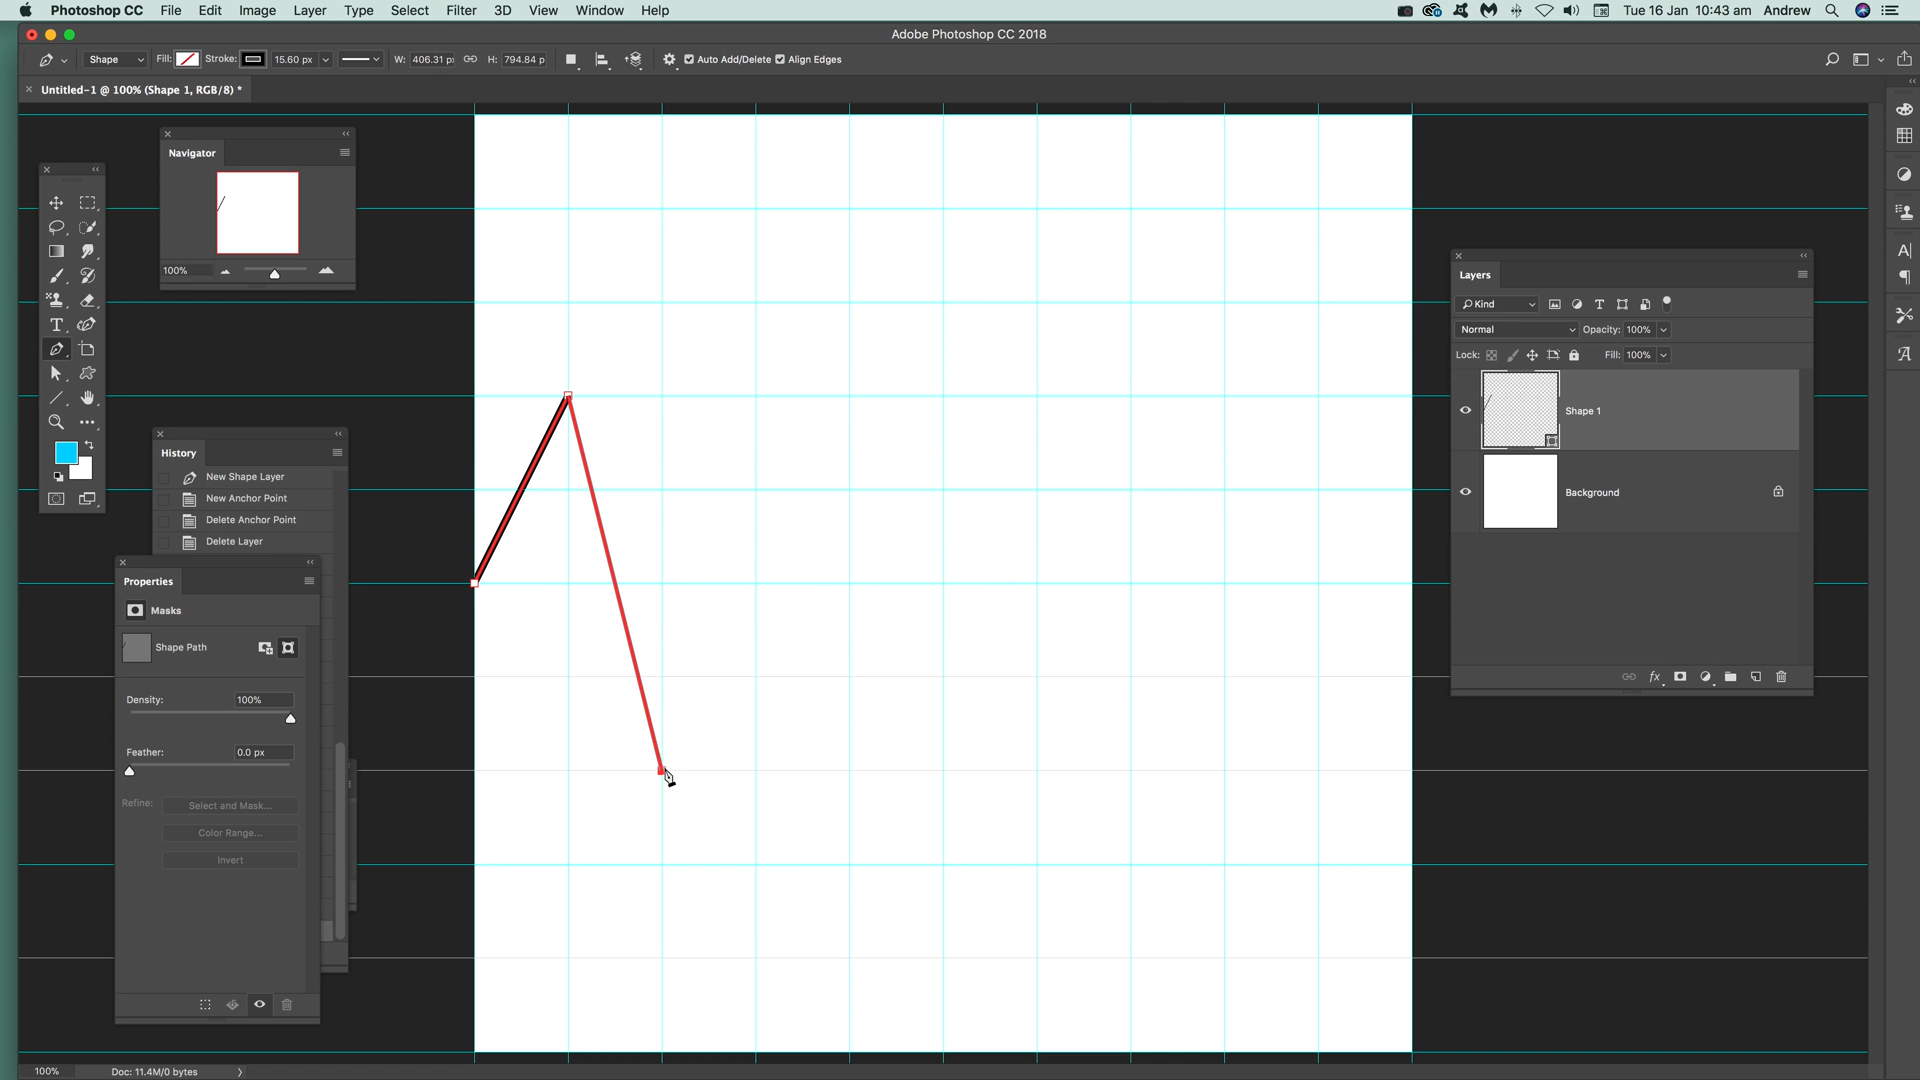 Photoshop CC File Edit Image Layer Type Select Filter 3D View Window Help Tue 16 Jan 10:43 am Andrew
Adobe Photoshop CC 2018
Shape Fill: Stroke: 15.60 px W: 406.31 px H: 794.84 p Auto Add/Delete Align Edges
Untitled-1 @ 100% (Shape 1, RGB/8) *
Navigator
100%
History
New Shape Layer
New Anchor Point
Delete Anchor Point
Delete Layer
Properties
Masks
Shape Path
Density: 100%
Feather: 0.0 px
Refine: Select and Mask...
Color Range...
Invert
Layers
Kind
Normal Opacity: 100%
Lock: Fill: 100%
Shape 1
Background
100% Doc: 11.4M/0 bytes